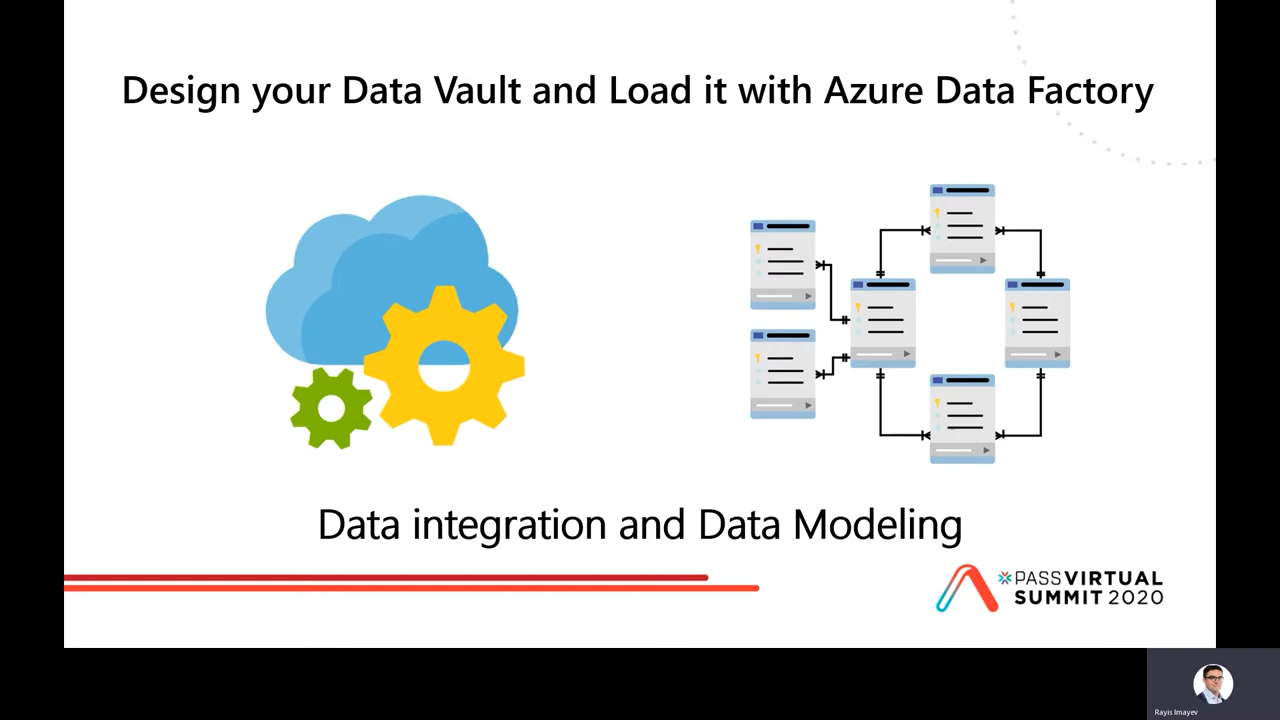 Design your Data Vault and Load it with Azure Data Factory
Data integration and Data Modeling
PASS VIRTUAL
SUMMIT 2020
Rayis Imayev